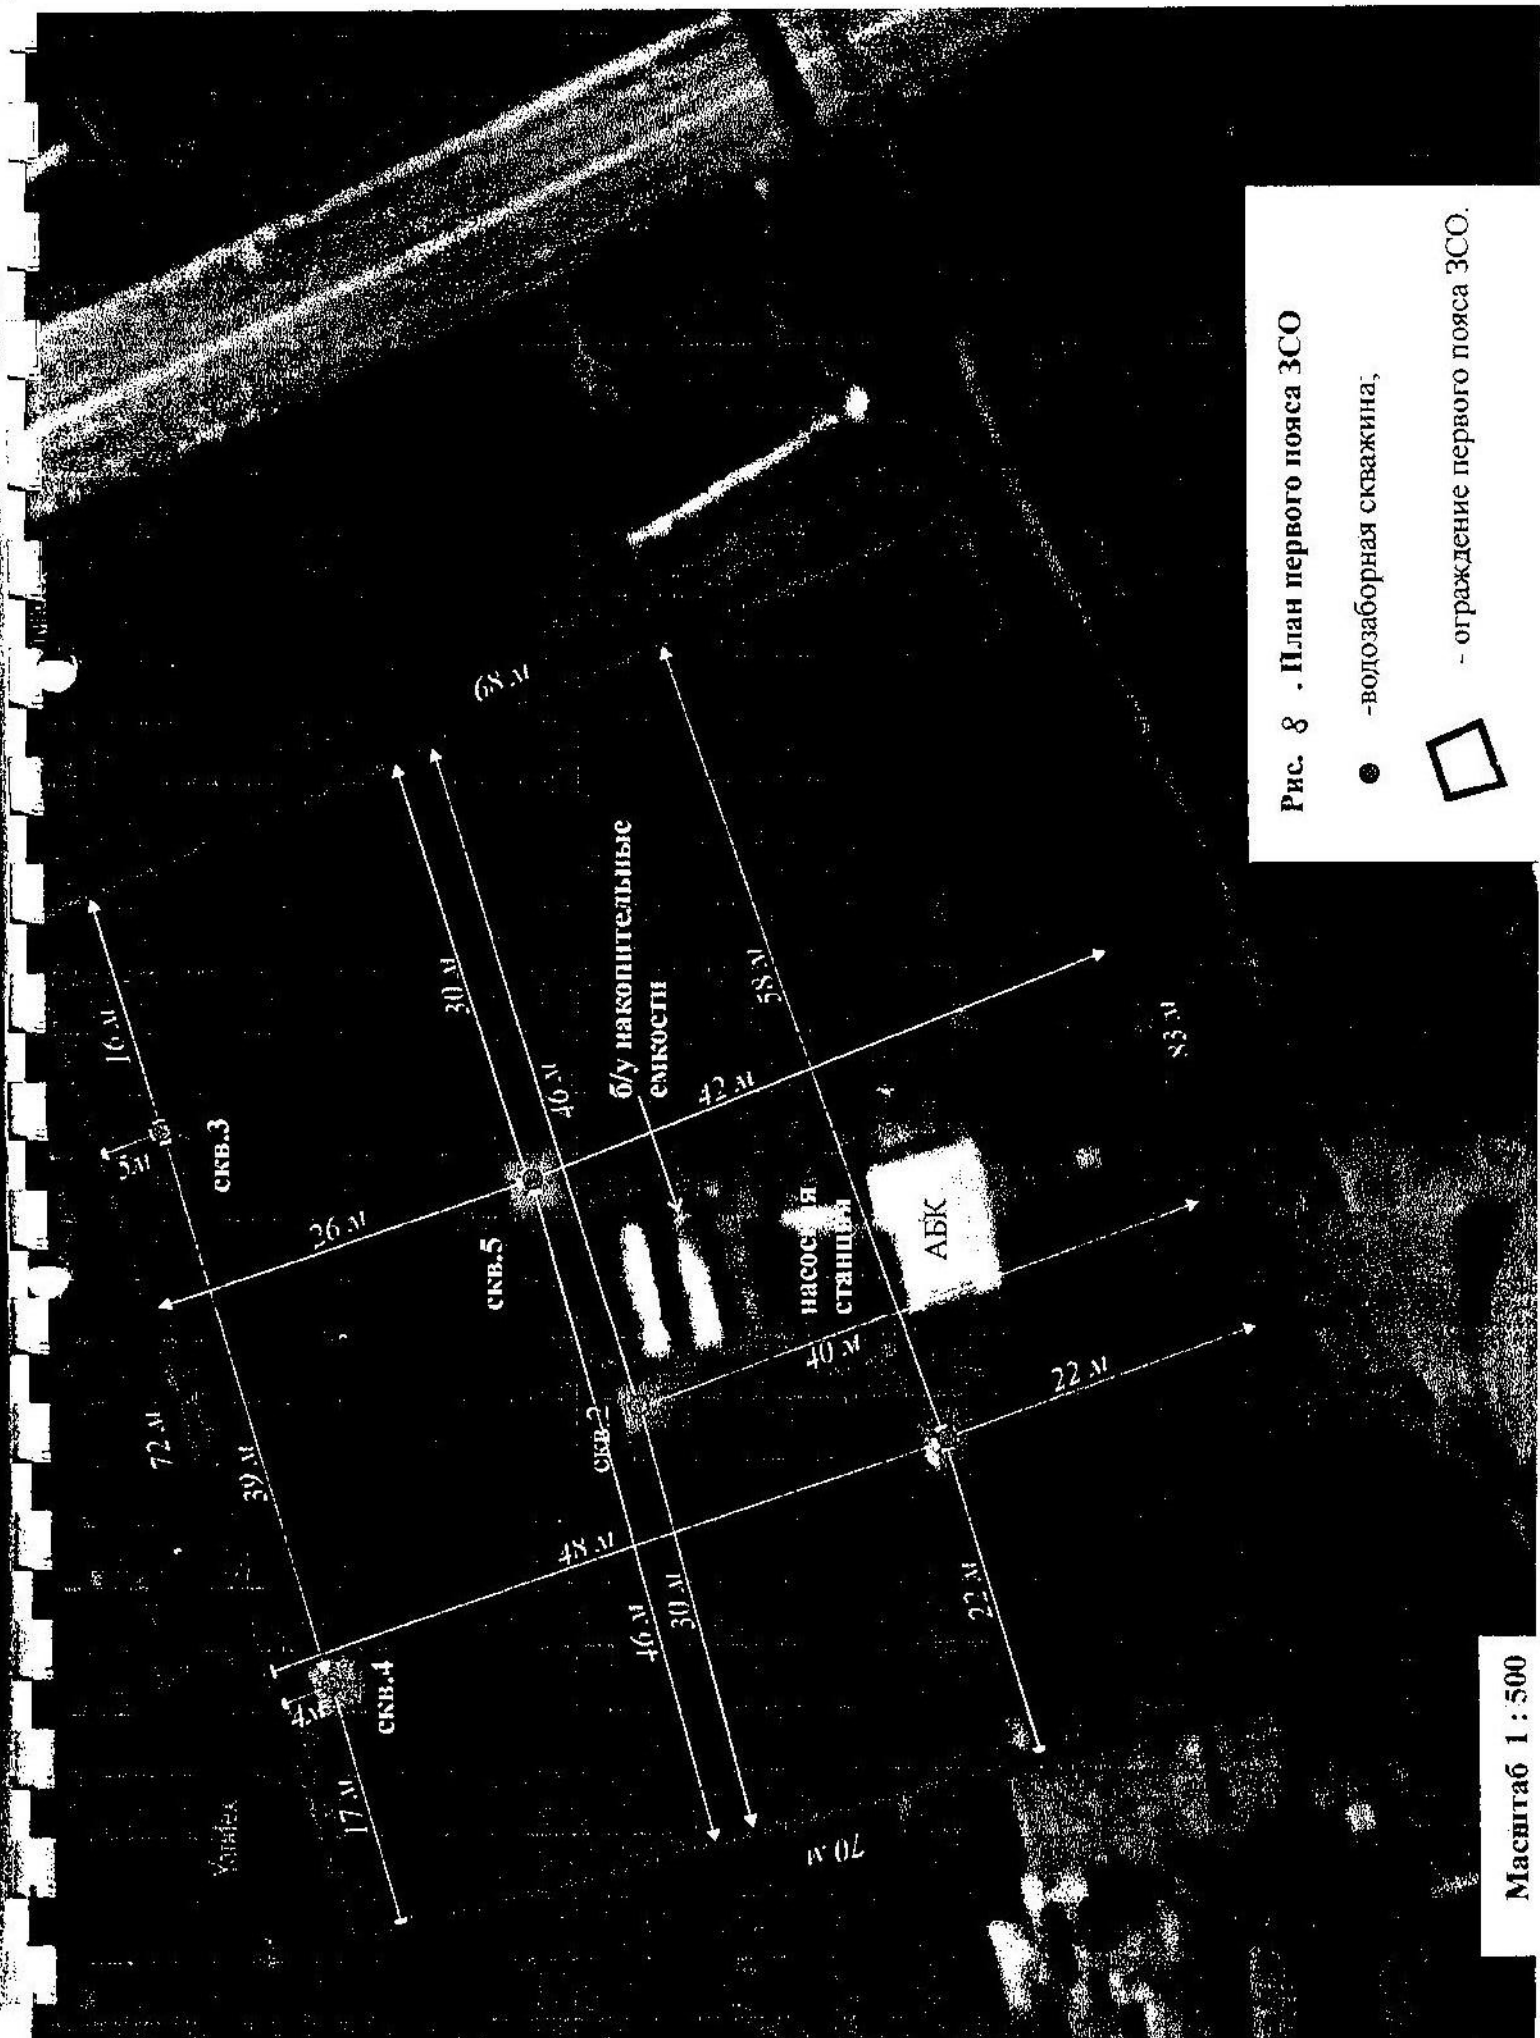 68 м
16 м
3м
скв.3
30 м
46 м
26 м
скв.5
б/у накопительные
емкости
58 м
42 м
83 м
станция
АБК
72 м
39 м
скв.2
40 м
22 м
48 м
46 м
30 м
22 м
4м
скв.4
17 м
70 м
Рис. 8 . План первого пояса ЗСО
-водозаборная скважина;
- ограждение первого пояса ЗСО.
Масштаб 1 : 500